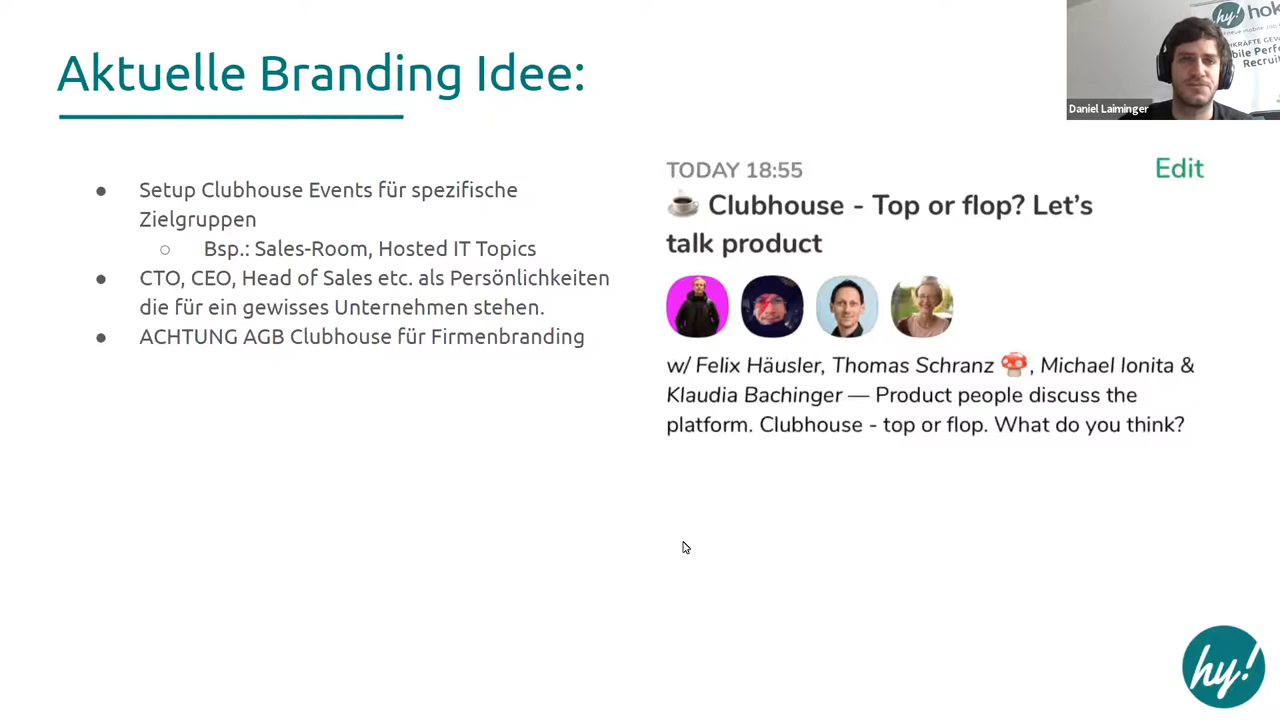 Aktuelle Branding Idee:
● Setup Clubhouse Events für spezifische
Zielgruppen
○ Bsp.: Sales-Room, Hosted IT Topics
● CTO, CEO, Head of Sales etc. als Persönlichkeiten
die für ein gewisses Unternehmen stehen.
● ACHTUNG AGB Clubhouse für Firmenbranding
hy! hok
Daniel Laiminger
TODAY 18:55
Edit
☕ Clubhouse - Top or flop? Let’s
talk product
w/ Felix Häusler, Thomas Schranz 🍄, Michael Ionita &
Klaudia Bachinger — Product people discuss the
platform. Clubhouse - top or flop. What do you think?
hy!